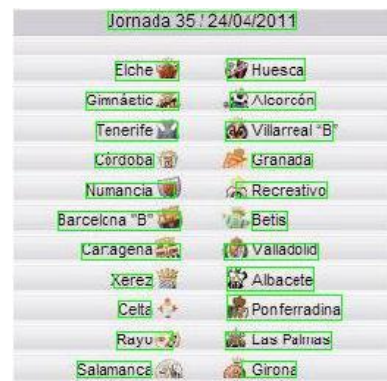 Jornada 35 / 24/04/2011
Elche Huesca
Gimnàstic Alcorcón
Tenerife Villarreal "B"
Córdoba Granada
Numancia Recreativo
Barcelona "B" Betis
Cartagena Valladolid
Xerez Albacete
Celta Ponferradina
Rayo Las Palmas
Salamanca Girona